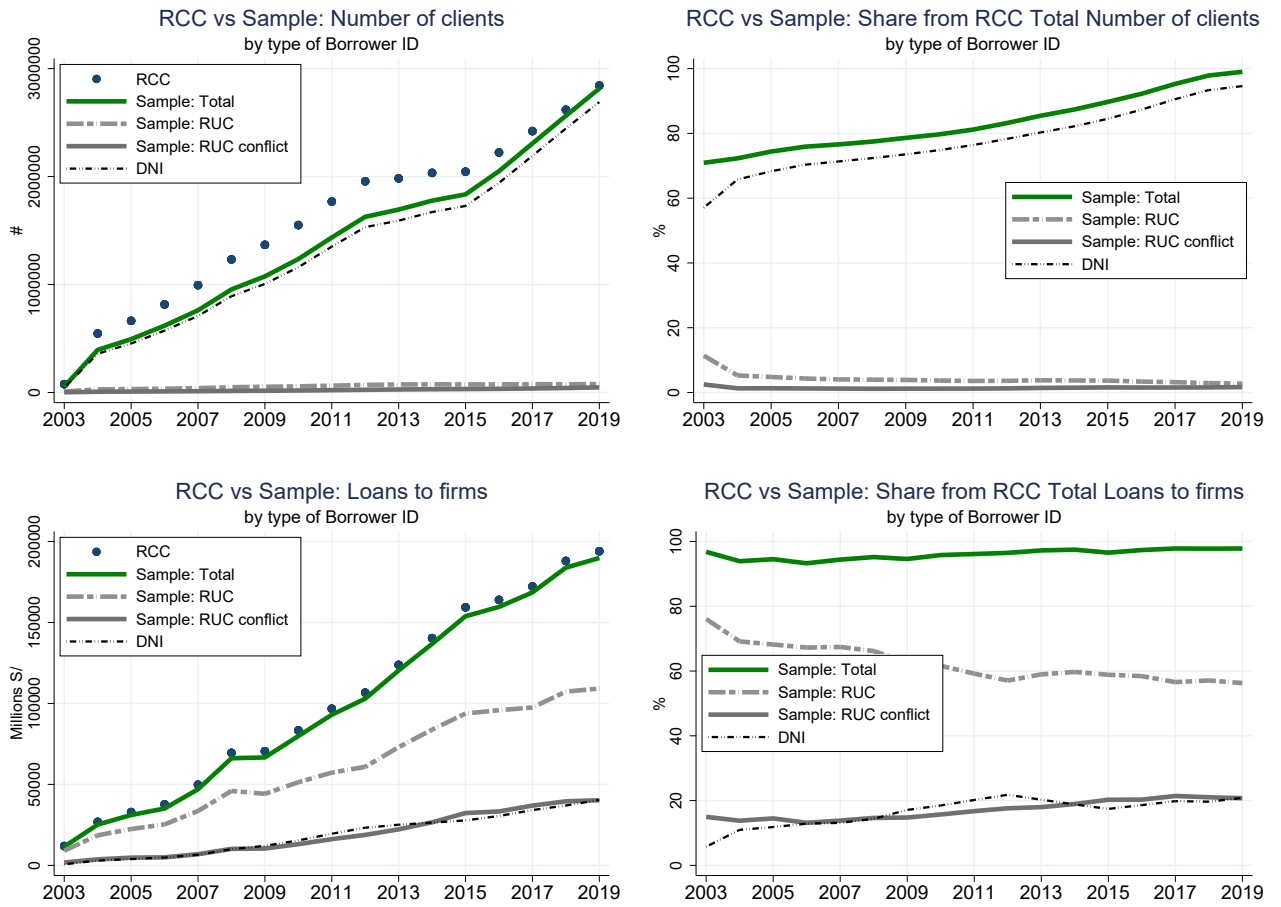 RCC vs Sample: Number of clients
by type of Borrower ID
3000000
2000000
1000000
0
#
RCC
Sample: Total
Sample: RUC
Sample: RUC conflict
DNI
2003 2005 2007 2009 2011 2013 2015 2017 2019
RCC vs Sample: Share from RCC Total Number of clients
by type of Borrower ID
100
80
60
40
20
0
%
Sample: Total
Sample: RUC
Sample: RUC conflict
DNI
2003 2005 2007 2009 2011 2013 2015 2017 2019
RCC vs Sample: Loans to firms
by type of Borrower ID
200000
150000
100000
50000
0
Millions S/
RCC
Sample: Total
Sample: RUC
Sample: RUC conflict
DNI
2003 2005 2007 2009 2011 2013 2015 2017 2019
RCC vs Sample: Share from RCC Total Loans to firms
by type of Borrower ID
100
80
60
40
20
0
%
Sample: Total
Sample: RUC
Sample: RUC conflict
DNI
2003 2005 2007 2009 2011 2013 2015 2017 2019